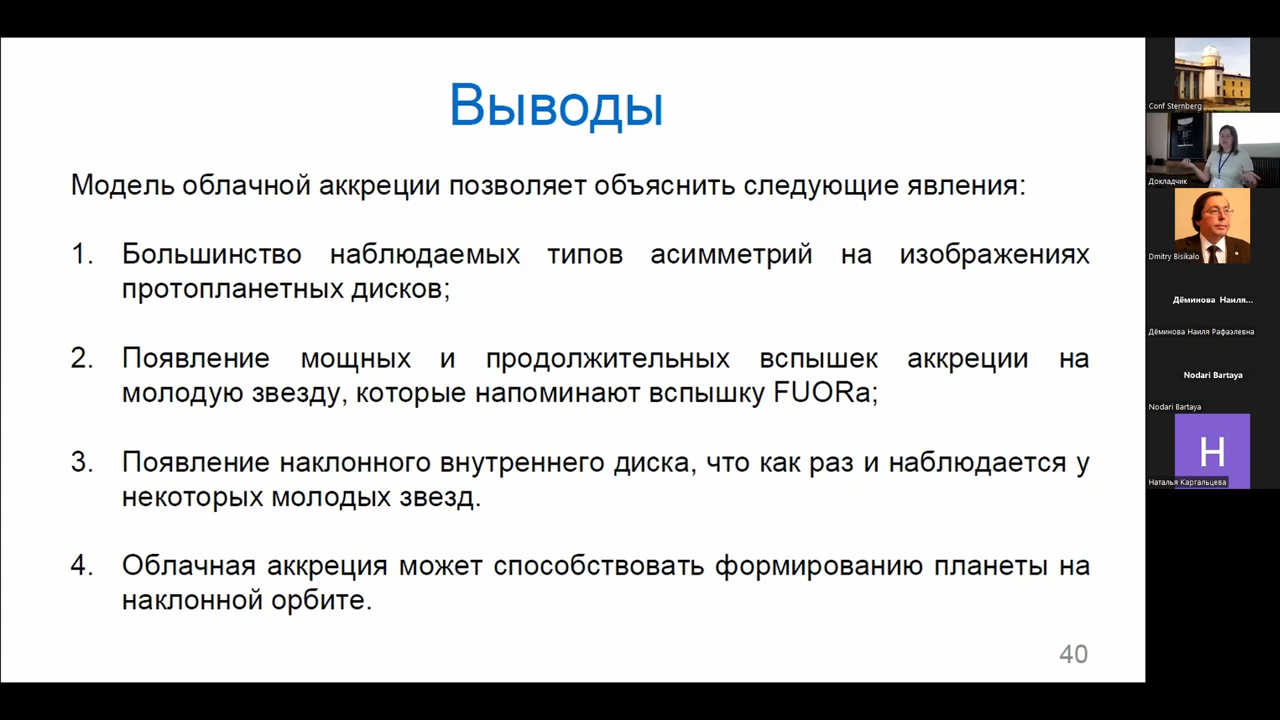 Выводы
Модель облачной аккреции позволяет объяснить следующие явления:
1. Большинство наблюдаемых типов асимметрий на изображениях
протопланетных дисков;
2. Появление мощных и продолжительных вспышек аккреции на
молодую звезду, которые напоминают вспышку FUORа;
3. Появление наклонного внутреннего диска, что как раз и наблюдается у
некоторых молодых звезд.
4. Облачная аккреция может способствовать формированию планеты на
наклонной орбите.
40
Conf Sternberg
Докладчик
Dmitry Bisikalo
Дёминова Наиля...
Дёминова Наиля Рафаэлевна
Nodari Bartaya
Nodari Bartaya
Н
Наталья Каргальцева